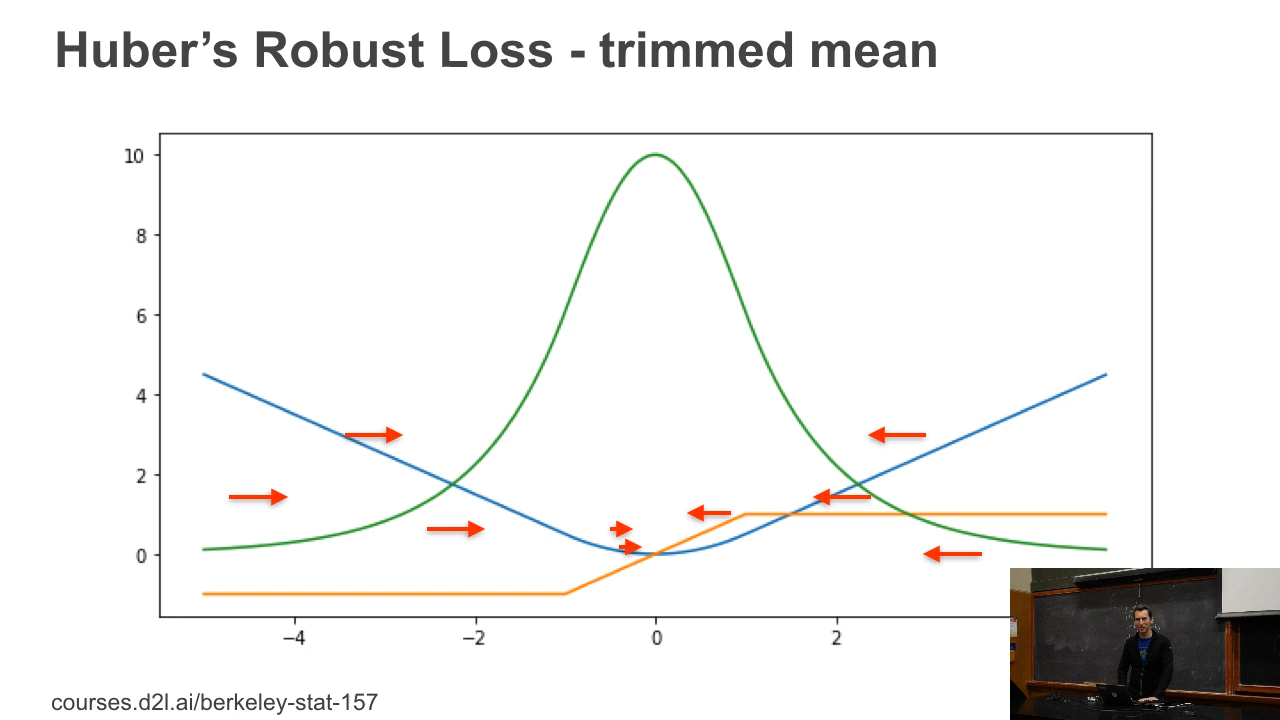 Huber’s Robust Loss - trimmed mean
10
8
6
4
2
0
−4 −2 0 2
courses.d2l.ai/berkeley-stat-157